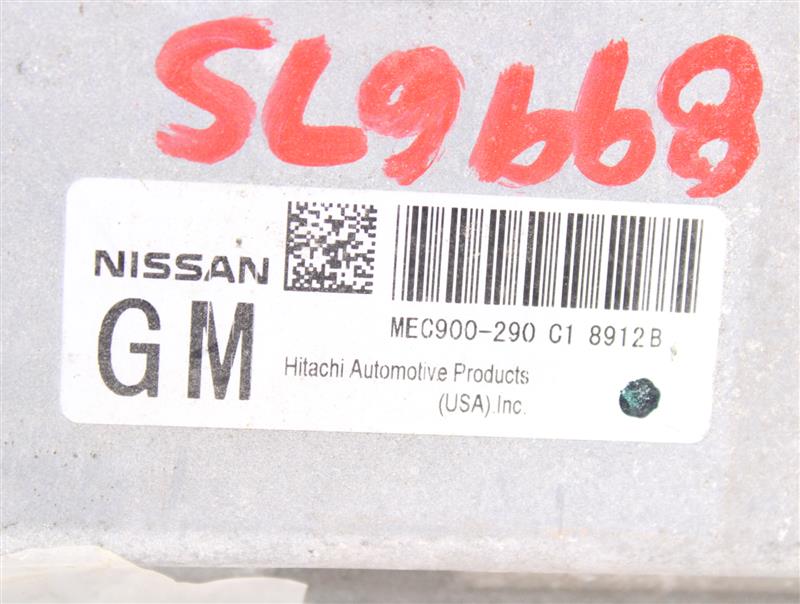 SL9668
NISSAN
GM
MEC900-290 C1 8912B
Hitachi Automotive Products
(USA).Inc.